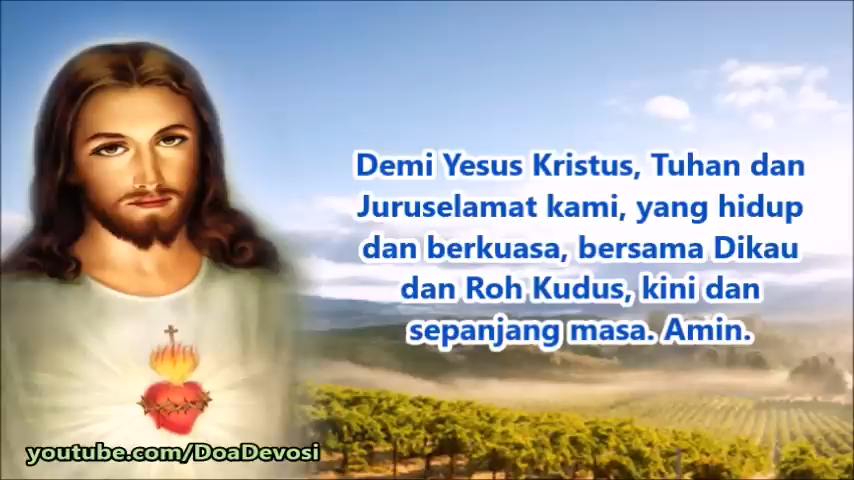 Demi Yesus Kristus, Tuhan dan
Juruselamat kami, yang hidup
dan berkuasa, bersama Dikau
dan Roh Kudus, kini dan
sepanjang masa. Amin.
youtube.com/DoaDevosi